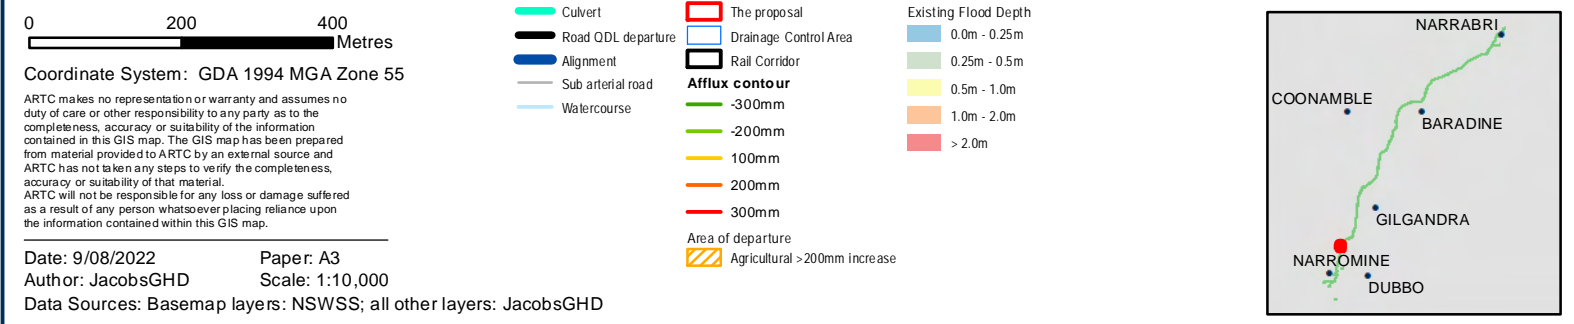 0 200 400
Metres
Coordinate System: GDA 1994 MGA Zone 55
ARTC makes no representation or warranty and assumes no
duty of care or other responsibility to any party as to the
completeness, accuracy or suitability of the information
contained in this GIS map. The GIS map has been prepared
from material provided to ARTC by an external source and
ARTC has not taken any steps to verify the completeness,
accuracy or suitability of that material.
ARTC will not be responsible for any loss or damage suffered
as a result of any person whatsoever placing reliance upon
the information contained within this GIS map.
Date: 9/08/2022 Paper: A3
Author: JacobsGHD Scale: 1:10,000
Data Sources: Basemap layers: NSWSS; all other layers: JacobsGHD
Culvert
Road QDL departure
Alignment
Sub arterial road
Watercourse
The proposal
Drainage Control Area
Rail Corridor
Afflux contour
-300mm
-200mm
100mm
200mm
300mm
Area of departure
Agricultural >200mm increase
Existing Flood Depth
0.0m - 0.25m
0.25m - 0.5m
0.5m - 1.0m
1.0m - 2.0m
> 2.0m
NARRABRI
COONAMBLE
BARADINE
GILGANDRA
NARROMINE
DUBBO